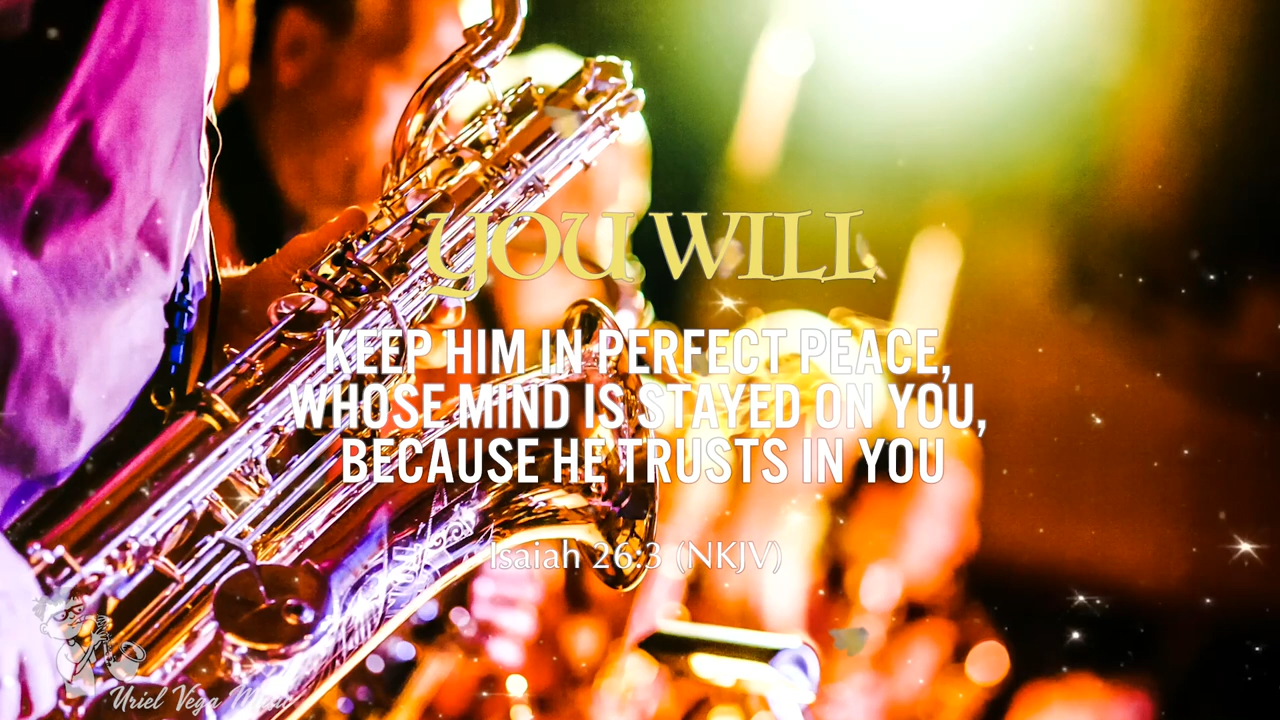 YOU WILL
KEEP HIM IN PERFECT PEACE,
WHOSE MIND IS STAYED ON YOU,
BECAUSE HE TRUSTS IN YOU
Isaiah 26:3 (NKJV)
Uriel Vega Music